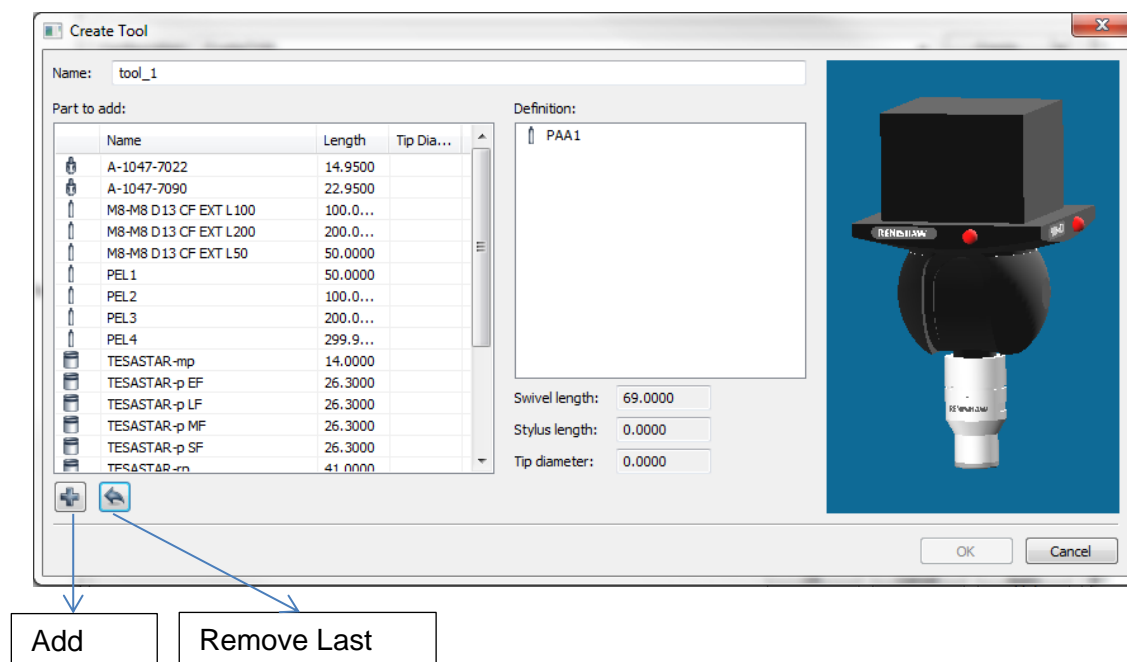 Create Tool
Name: tool_1
Part to add:
Definition:
Name Length Tip Dia...
PAA1
A-1047-7022 14.9500
A-1047-7090 22.9500
M8-M8 D13 CF EXT L100 100.0...
M8-M8 D13 CF EXT L200 200.0...
M8-M8 D13 CF EXT L50 50.0000
PEL1 50.0000
PEL2 100.0...
PEL3 200.0...
PEL4 299.9...
TESASTAR-mp 14.0000
TESASTAR-p EF 26.3000
TESASTAR-p LF 26.3000
TESASTAR-p MF 26.3000
TESASTAR-p SF 26.3000
TESASTAR-rp 41.0000
Swivel length: 69.0000
Stylus length: 0.0000
Tip diameter: 0.0000
RENISHAW
RENISHAW
OK Cancel
Add
Remove Last